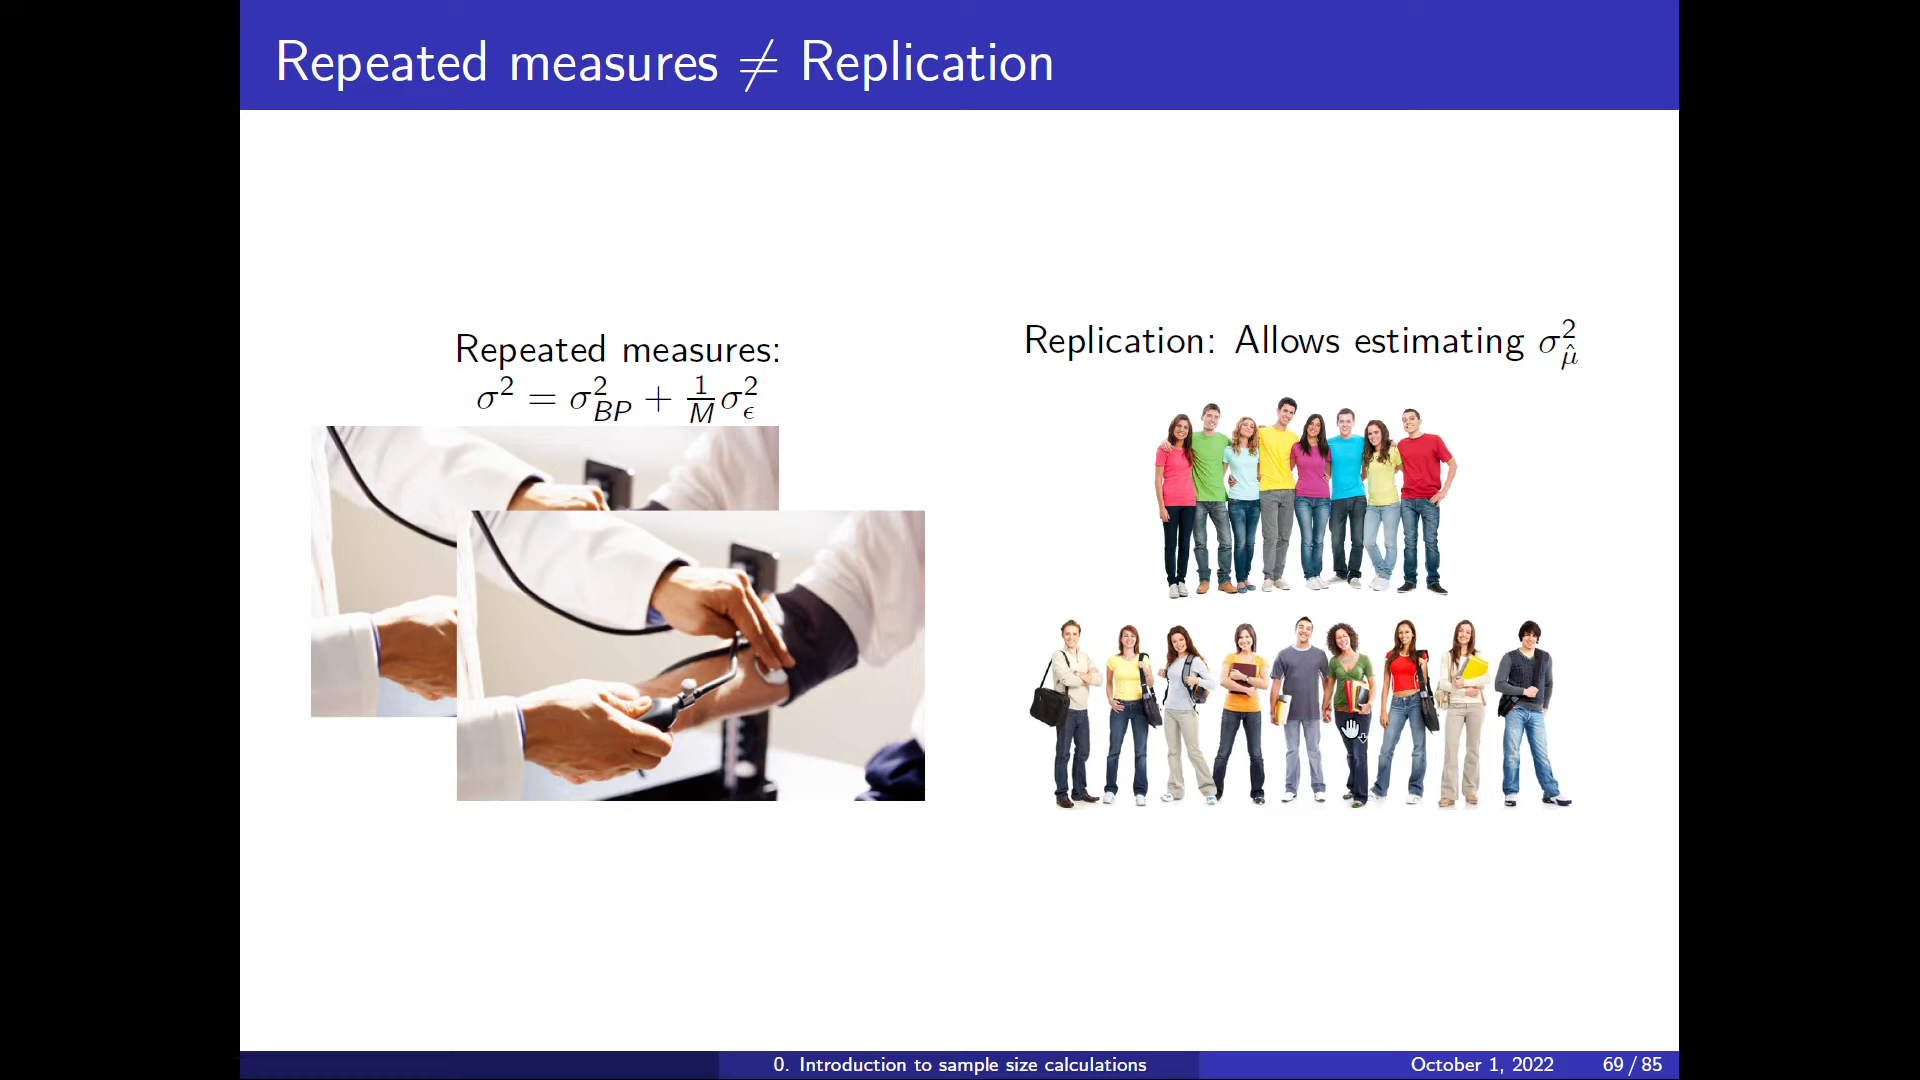 Repeated measures ≠ Replication
Repeated measures:
σ² = σ²_BP + 1/M σ²_ϵ
Replication: Allows estimating σ²_μ̂
0. Introduction to sample size calculations
October 1, 2022
69 / 85